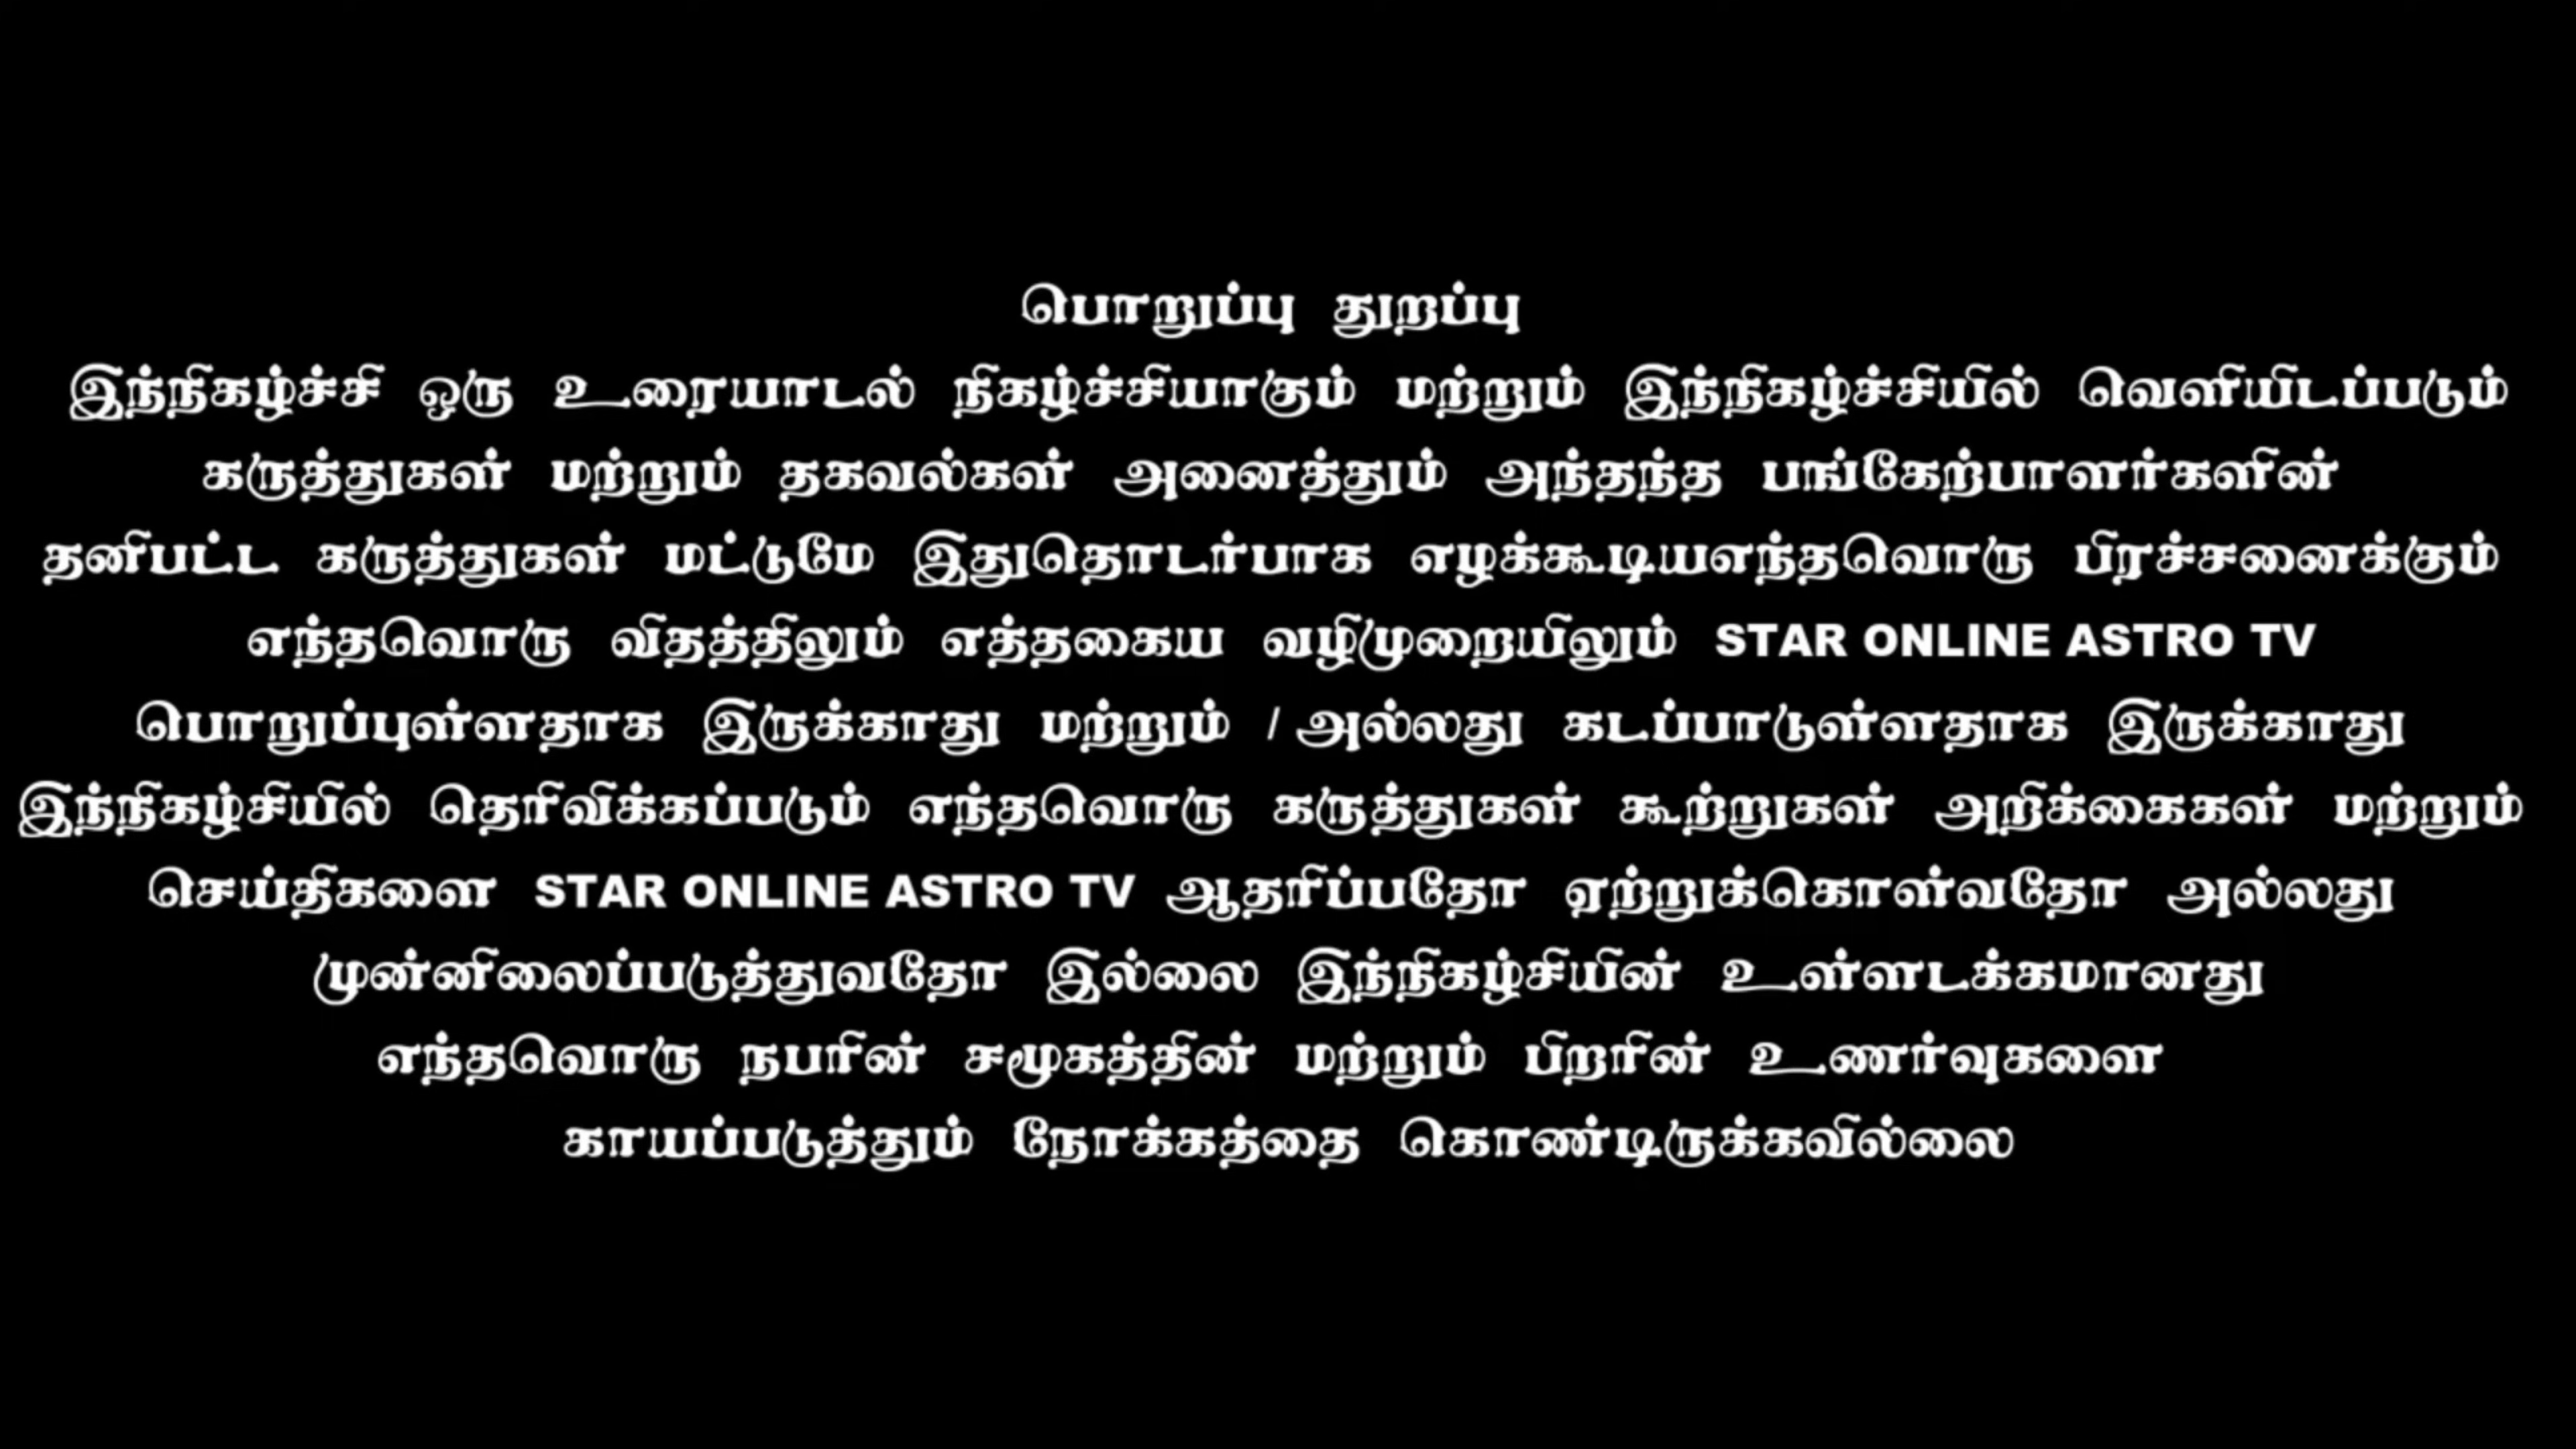 பொறுப்பு துறப்பு
இந்நிகழ்ச்சி ஒரு உரையாடல் நிகழ்ச்சியாகும் மற்றும் இந்நிகழ்ச்சியில் வெளியிடப்படும்
கருத்துகள் மற்றும் தகவல்கள் அனைத்தும் அந்தந்த பங்கேற்பாளர்களின்
தனிபட்ட கருத்துகள் மட்டுமே இதுதொடர்பாக எழக்கூடியஎந்தவொரு பிரச்சனைக்கும்
எந்தவொரு விதத்திலும் எத்தகைய வழிமுறையிலும் STAR ONLINE ASTRO TV
பொறுப்புள்ளதாக இருக்காது மற்றும் / அல்லது கடப்பாடுள்ளதாக இருக்காது
இந்நிகழ்சியில் தெரிவிக்கப்படும் எந்தவொரு கருத்துகள் கூற்றுகள் அறிக்கைகள் மற்றும்
செய்திகளை STAR ONLINE ASTRO TV ஆதரிப்பதோ ஏற்றுக்கொள்வதோ அல்லது
முன்னிலைப்படுத்துவதோ இல்லை இந்நிகழ்சியின் உள்ளடக்கமானது
எந்தவொரு நபரின் சமூகத்தின் மற்றும் பிறரின் உணர்வுகளை
காயப்படுத்தும் நோக்கத்தை கொண்டிருக்கவில்லை